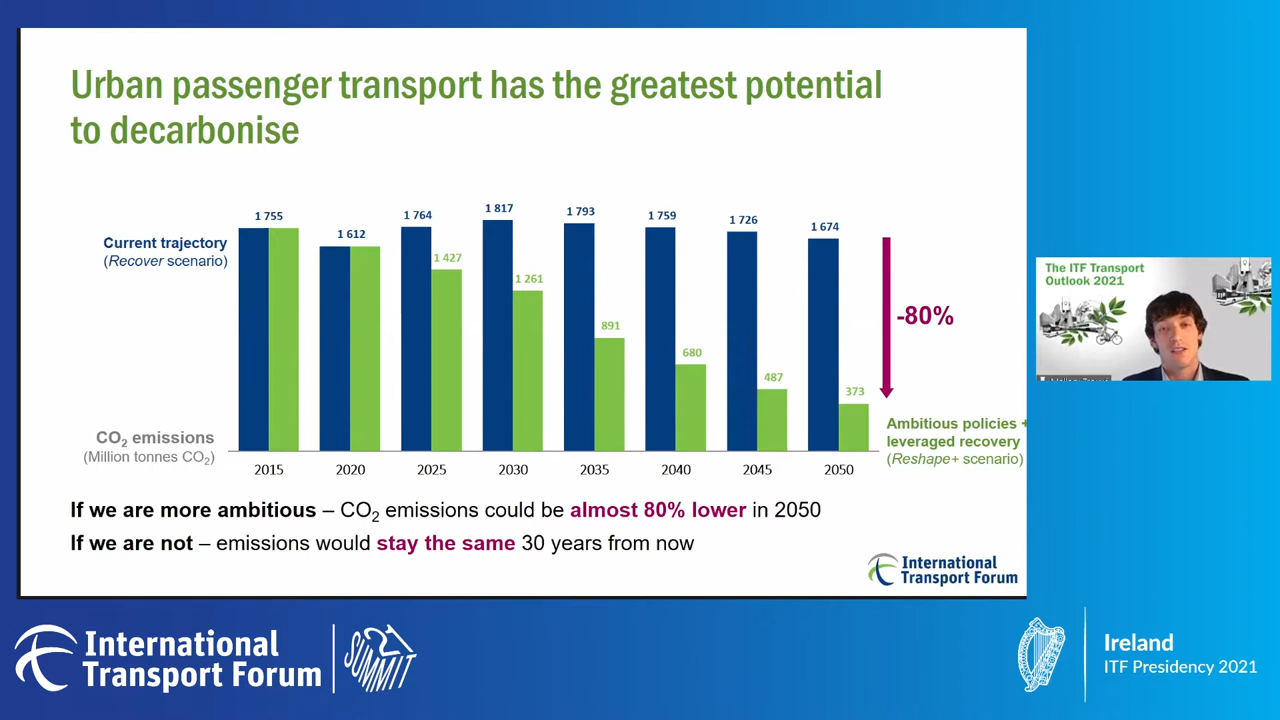 Urban passenger transport has the greatest potential
to decarbonise
1 755
1 612
1 764
1 817
1 793
1 759
1 726
1 674
1 427
1 261
891
680
487
373
Current trajectory
(Recover scenario)
-80%
CO2 emissions
(Million tonnes CO2)
Ambitious policies +
leveraged recovery
(Reshape+ scenario)
2015 2020 2025 2030 2035 2040 2045 2050
If we are more ambitious – CO2 emissions could be almost 80% lower in 2050
If we are not – emissions would stay the same 30 years from now
International
Transport Forum
The ITF Transport
Outlook 2021
International
Transport Forum
21
SUMMIT
Ireland
ITF Presidency 2021